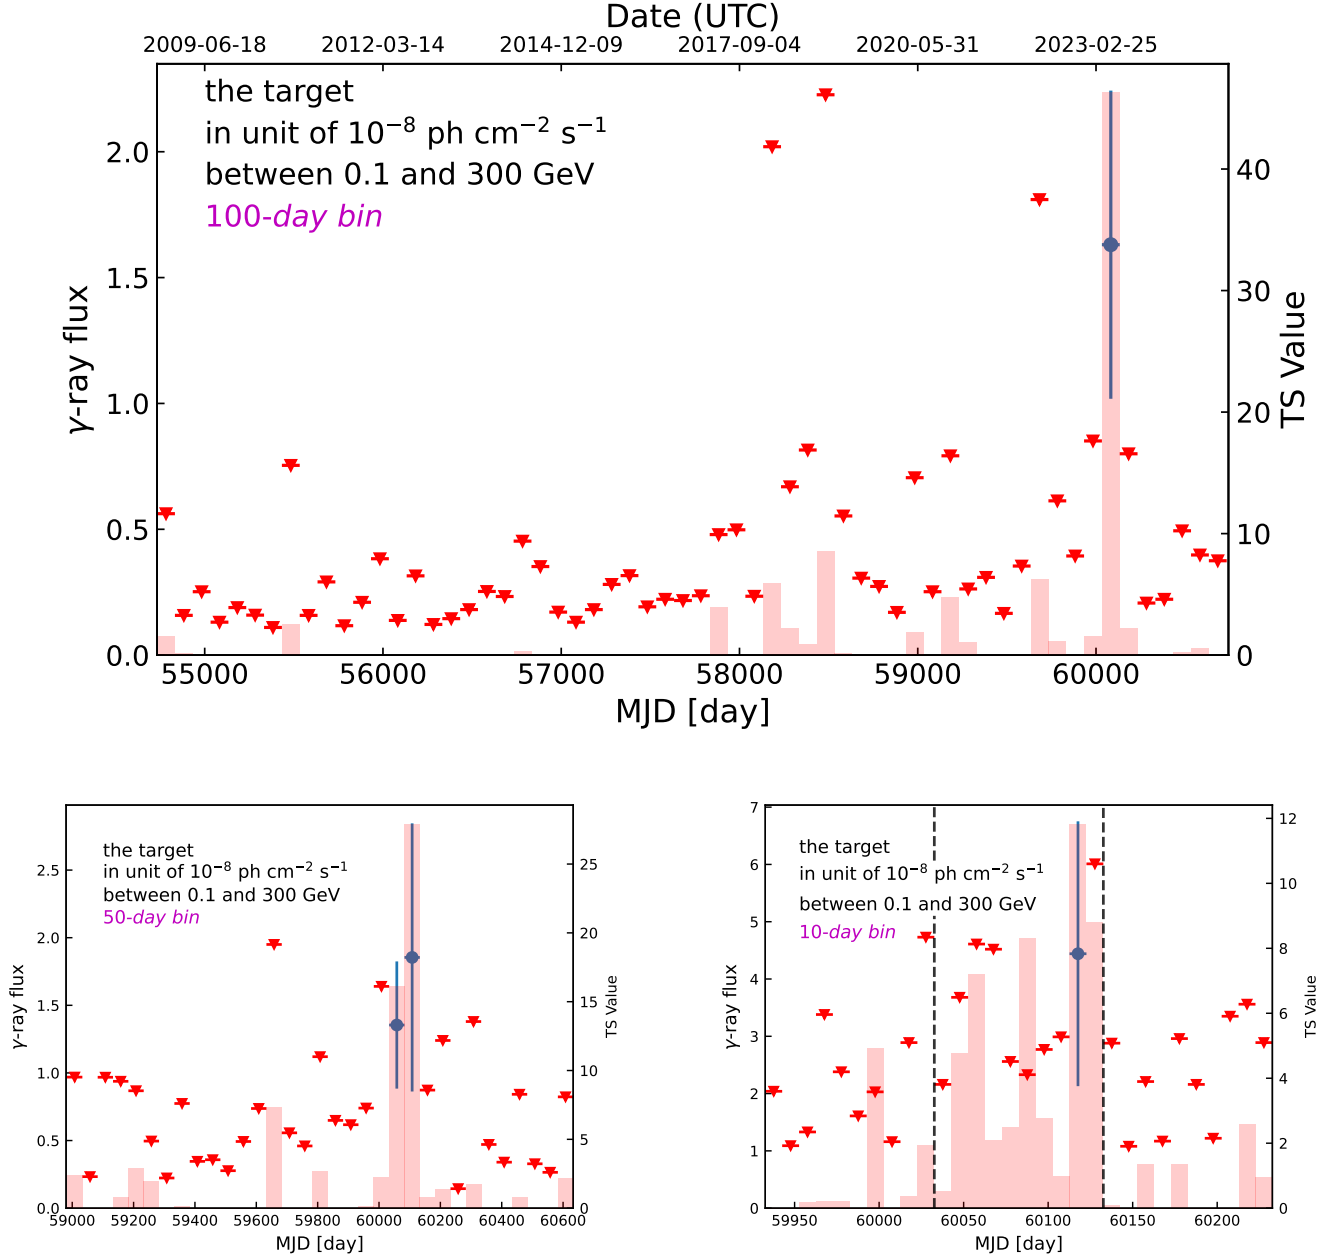 Date (UTC)
2009-06-18 2012-03-14 2014-12-09 2017-09-04 2020-05-31 2023-02-25
the target
in unit of 10⁻⁸ ph cm⁻² s⁻¹
between 0.1 and 300 GeV
100-day bin
γ-ray flux
2.0
1.5
1.0
0.5
0.0
TS Value
40
30
20
10
0
55000 56000 57000 58000 59000 60000
MJD [day]
the target
in unit of 10⁻⁸ ph cm⁻² s⁻¹
between 0.1 and 300 GeV
50-day bin
γ-ray flux
2.5
2.0
1.5
1.0
0.5
0.0
TS Value
25
20
15
10
5
0
59000 59200 59400 59600 59800 60000 60200 60400 60600
MJD [day]
the target
in unit of 10⁻⁸ ph cm⁻² s⁻¹
between 0.1 and 300 GeV
10-day bin
γ-ray flux
7
6
5
4
3
2
1
0
TS Value
12
10
8
6
4
2
0
59950 60000 60050 60100 60150 60200
MJD [day]